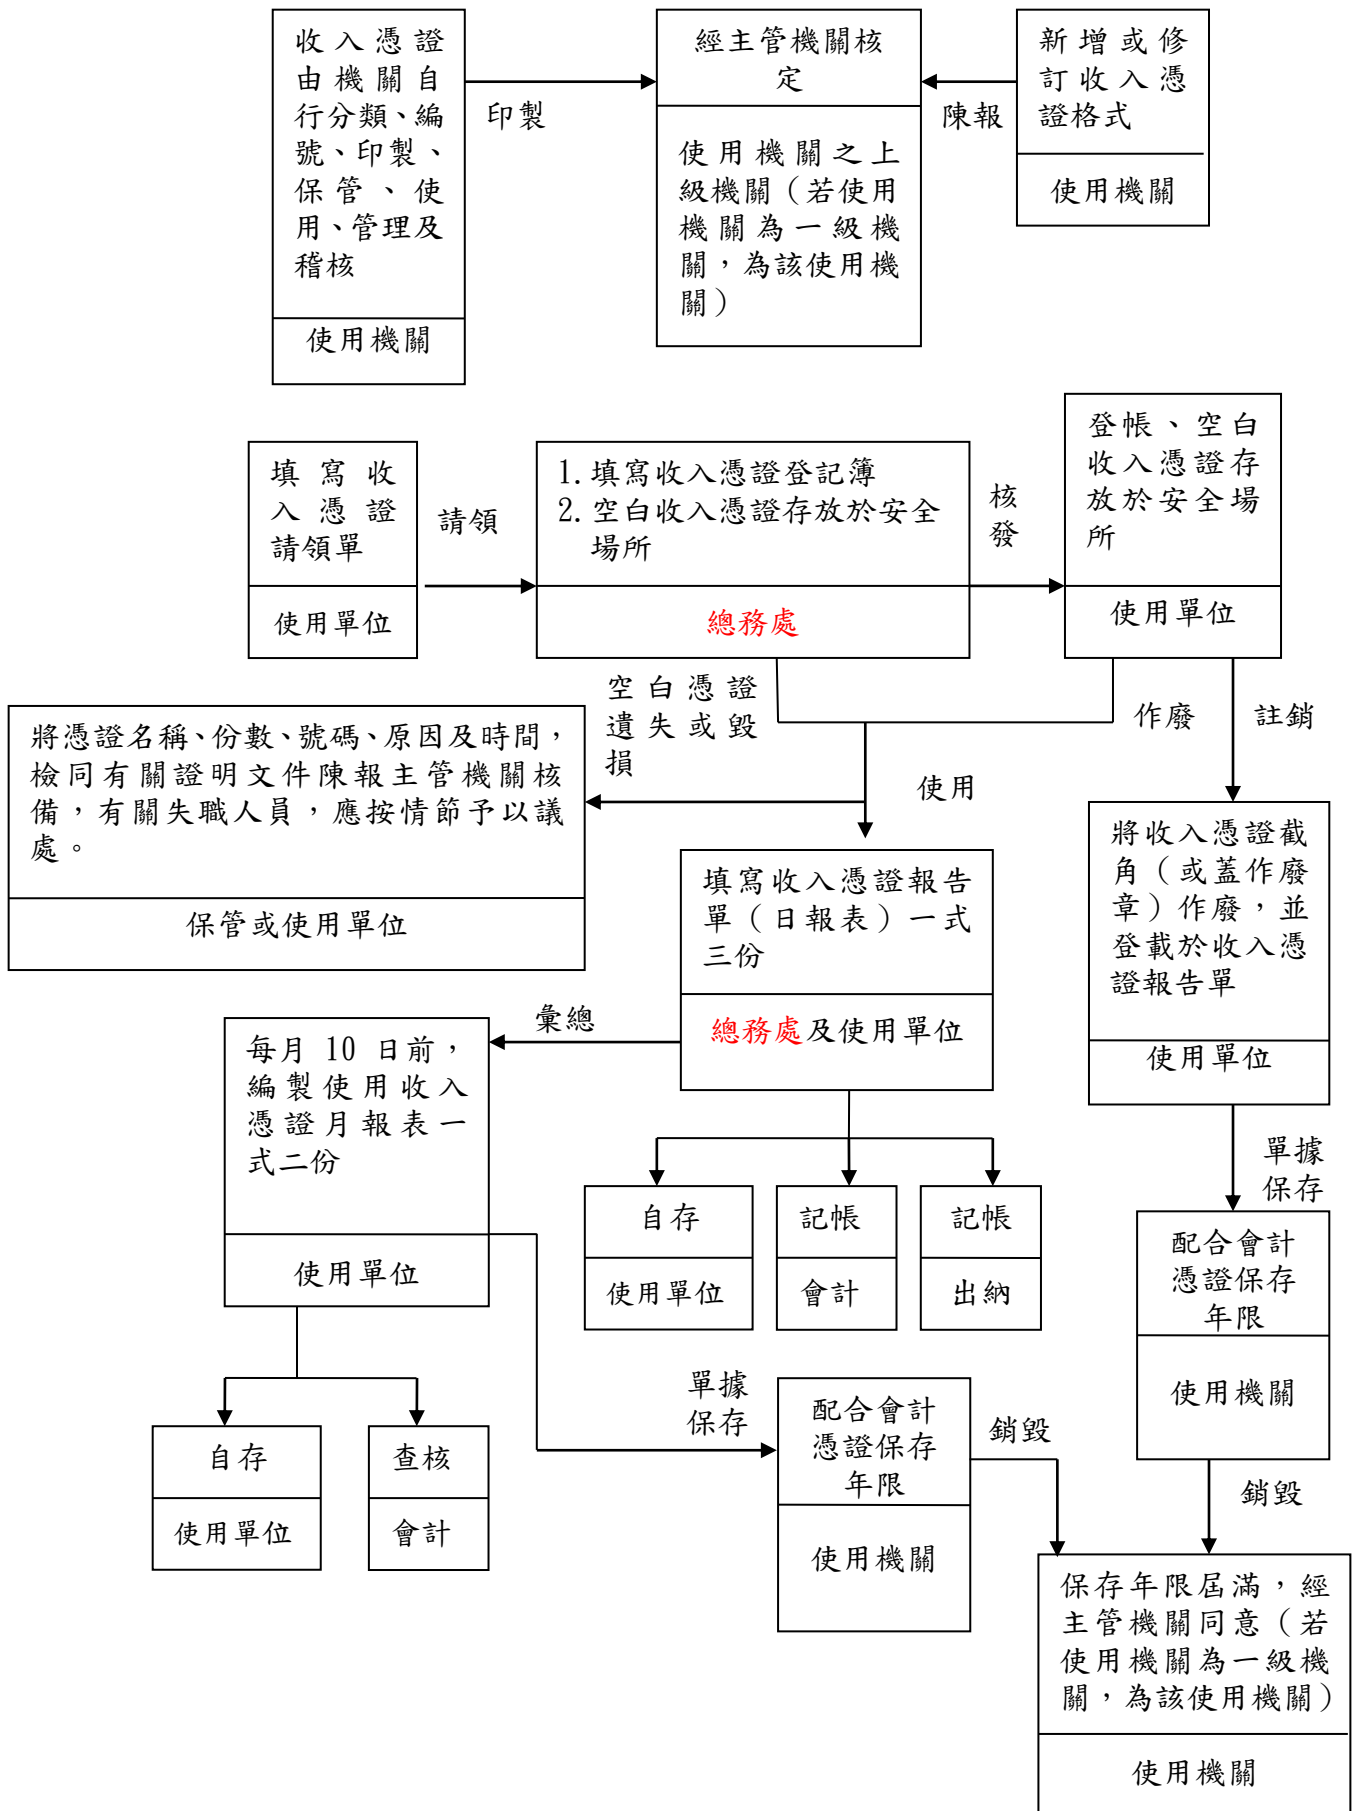 收入憑證
由機關自
行分類、編
號、印製、
保管、使
用、管理及
稽核
使用機關
印製
經主管機關核
定
使用機關之上
級機關（若使用
機關為一級機
關，為該使用機
關）
陳報
新增或修
訂收入憑
證格式
使用機關
填寫收
入憑證
請領單
使用單位
請領
1.填寫收入憑證登記簿
2.空白收入憑證存放於安全
場所
總務處
核
發
登帳、空白
收入憑證存
放於安全場
所
使用單位
空白憑證
遺失或毀
損
使用
作廢
註銷
將憑證名稱、份數、號碼、原因及時間，
檢同有關證明文件陳報主管機關核
備，有關失職人員，應按情節予以議
處。
保管或使用單位
填寫收入憑證報告
單（日報表）一式
三份
總務處及使用單位
將收入憑證截
角（或蓋作廢
章）作廢，並
登載於收入憑
證報告單
使用單位
彙總
每月 10 日前，
編製使用收入
憑證月報表一
式二份
使用單位
自存
使用單位
記帳
會計
記帳
出納
單據
保存
配合會計
憑證保存
年限
使用機關
自存
使用單位
查核
會計
單據
保存
配合會計
憑證保存
年限
使用機關
銷毀
銷毀
保存年限屆滿，經
主管機關同意（若
使用機關為一級機
關，為該使用機關）
使用機關